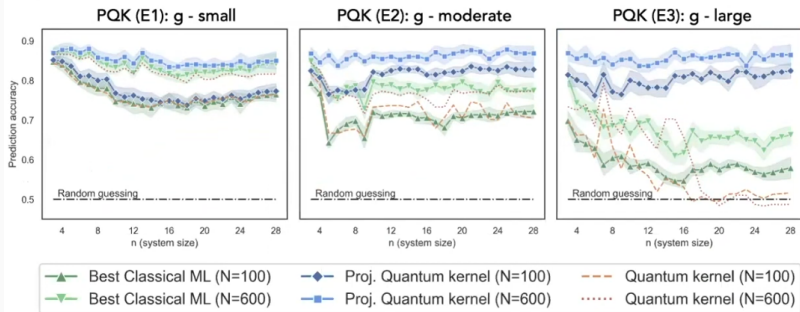 PQK (E1): g - small
PQK (E2): g - moderate
PQK (E3): g - large
Prediction accuracy
0.9
0.8
0.7
0.6
0.5
Random guessing
Random guessing
Random guessing
4 8 12 16 20 24 28
4 8 12 16 20 24 28
4 8 12 16 20 24 28
n (system size)
n (system size)
n (system size)
Best Classical ML (N=100)
Proj. Quantum kernel (N=100)
Quantum kernel (N=100)
Best Classical ML (N=600)
Proj. Quantum kernel (N=600)
Quantum kernel (N=600)